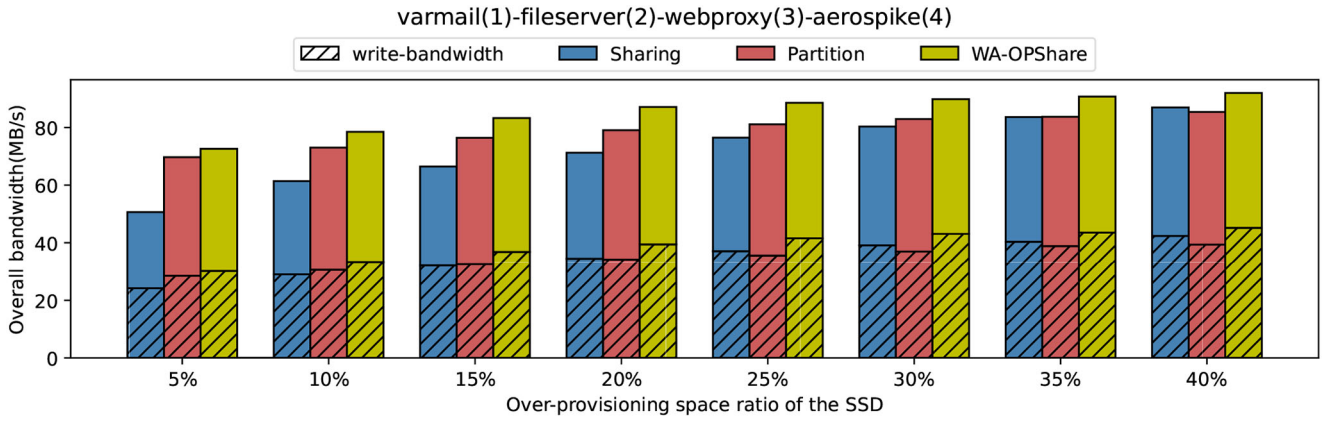 varmail(1)-fileserver(2)-webproxy(3)-aerospike(4)
write-bandwidth Sharing Partition WA-OPShare
Overall bandwidth(MB/s)
80
60
40
20
0
5% 10% 15% 20% 25% 30% 35% 40%
Over-provisioning space ratio of the SSD